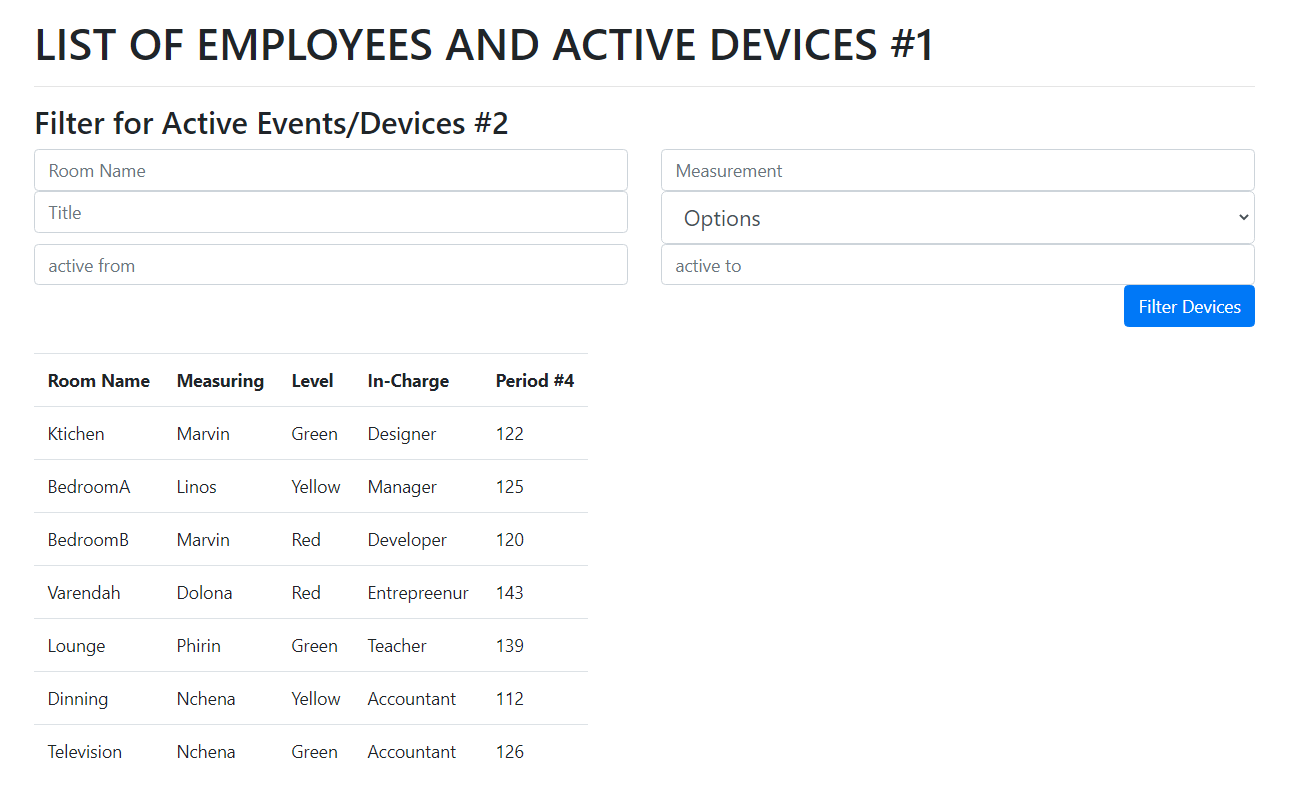 LIST OF EMPLOYEES AND ACTIVE DEVICES #1
Filter for Active Events/Devices #2
Room Name Measurement
Title Options
active from active to
Filter Devices
Room Name Measuring Level In-Charge Period #4
Ktichen Marvin Green Designer 122
BedroomA Linos Yellow Manager 125
BedroomB Marvin Red Developer 120
Varendah Dolona Red Entrepreenur 143
Lounge Phirin Green Teacher 139
Dinning Nchena Yellow Accountant 112
Television Nchena Green Accountant 126